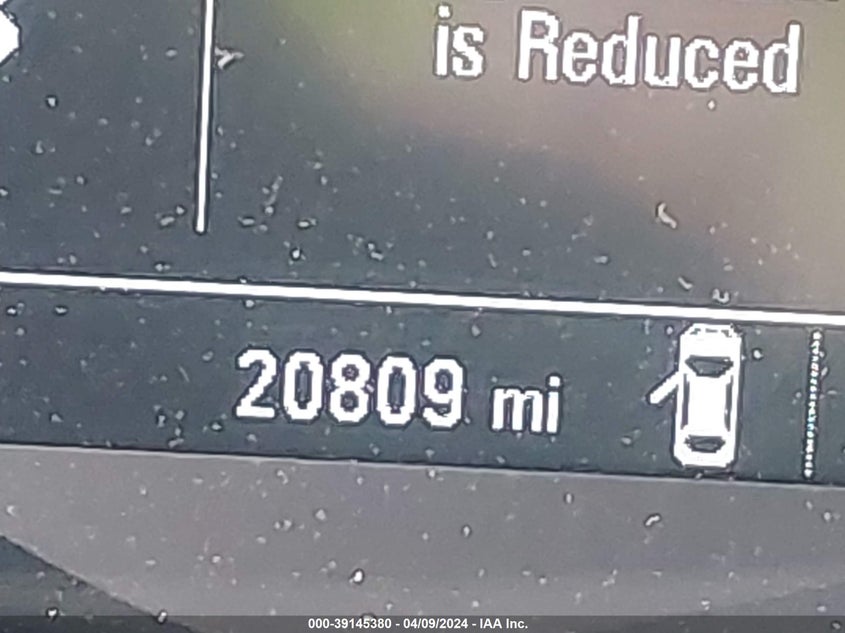 is Reduced
20809 mi
000-39145380 - 04/09/2024 - IAA Inc.